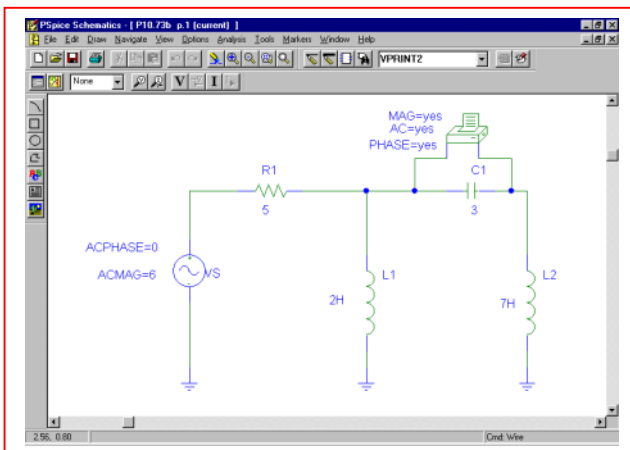 PSpice Schematics - [ P10.73b p.1 (current) ]
File Edit Draw Navigate View Options Analysis Tools Markers Window Help
VPRINT2
None
V I
MAG=yes
AC=yes
PHASE=yes
R1
C1
5
3
ACPHASE=0
ACMAG=6
VS
L1
L2
2H
7H
2.56, 0.80
Cmd: Wire